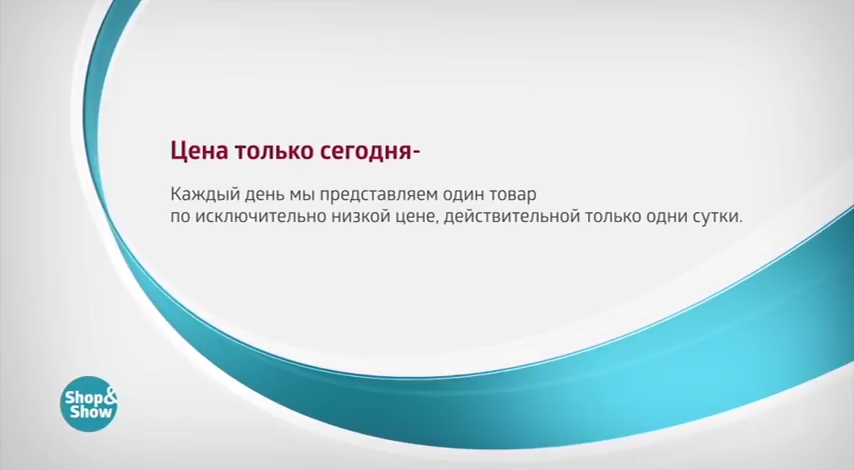 Цена только сегодня-
Каждый день мы представляем один товар
по исключительно низкой цене, действительной только одни сутки.
Shop&
Show